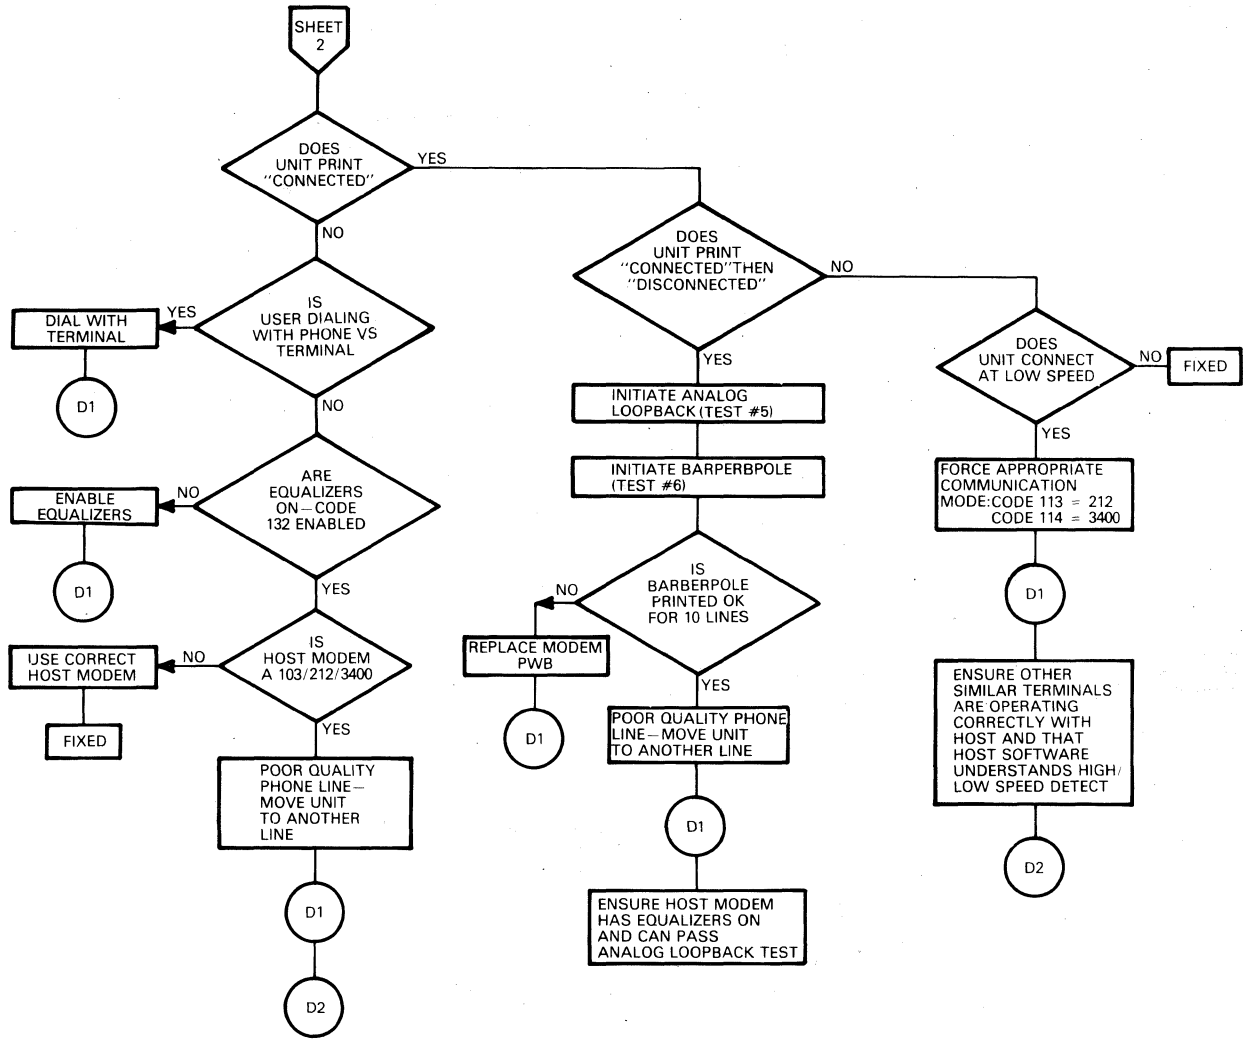 SHEET
2
DOES
UNIT PRINT
"CONNECTED"
YES
NO
IS
USER DIALING
WITH PHONE VS
TERMINAL
YES
DIAL WITH
TERMINAL
D1
NO
ARE
EQUALIZERS
ON—CODE
132 ENABLED
NO
ENABLE
EQUALIZERS
D1
YES
IS
HOST MODEM
A 103/212/3400
NO
USE CORRECT
HOST MODEM
FIXED
YES
POOR QUALITY
PHONE LINE—
MOVE UNIT
TO ANOTHER
LINE
D1
D2
DOES
UNIT PRINT
"CONNECTED" THEN
"DISCONNECTED"
NO
YES
INITIATE ANALOG
LOOPBACK (TEST #5)
INITIATE BARPERBPOLE
(TEST #6)
IS
BARBERPOLE
PRINTED OK
FOR 10 LINES
NO
REPLACE MODEM
PWB
D1
YES
POOR QUALITY PHONE
LINE—MOVE UNIT
TO ANOTHER LINE
D1
ENSURE HOST MODEM
HAS EQUALIZERS ON
AND CAN PASS
ANALOG LOOPBACK TEST
DOES
UNIT CONNECT
AT LOW SPEED
NO
FIXED
YES
FORCE APPROPRIATE
COMMUNICATION
MODE: CODE 113 = 212
CODE 114 = 3400
D1
ENSURE OTHER
SIMILAR TERMINALS
ARE OPERATING
CORRECTLY WITH
HOST AND THAT
HOST SOFTWARE
UNDERSTANDS HIGH/
LOW SPEED DETECT
D2